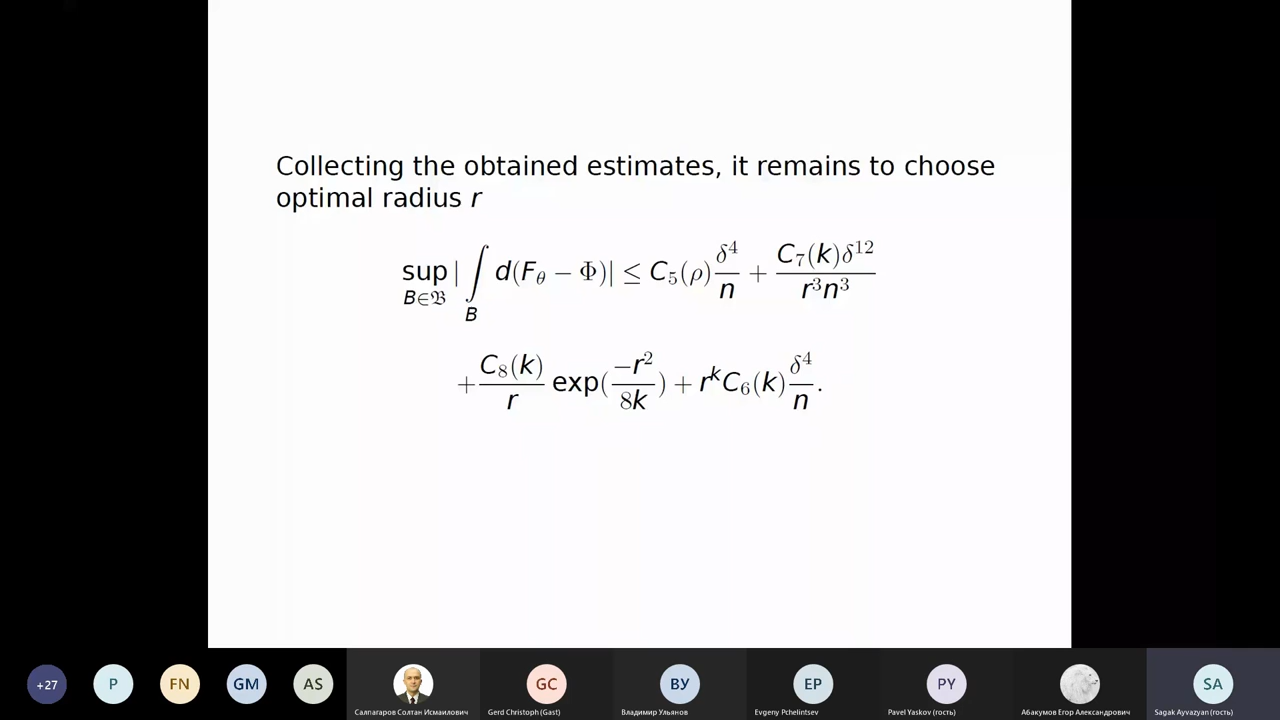 Collecting the obtained estimates, it remains to choose
optimal radius r
sup_{B∈𝔅} | ∫_B d(F_θ − Φ)| ≤ C_5(ρ) δ^4/n + C_7(k)δ^{12}/(r^3 n^3)
+ C_8(k)/r exp(−r^2/8k) + r^k C_6(k) δ^4/n.
+27
P
FN
GM
AS
GC
ВУ
EP
PY
SA
Салпагаров Солтан Исмаилович
Gerd Christoph (Gast)
Владимир Ульянов
Evgeny Pchelintsev
Pavel Yaskov (гость)
Абакумов Егор Александрович
Sagak Ayvazyan (гость)